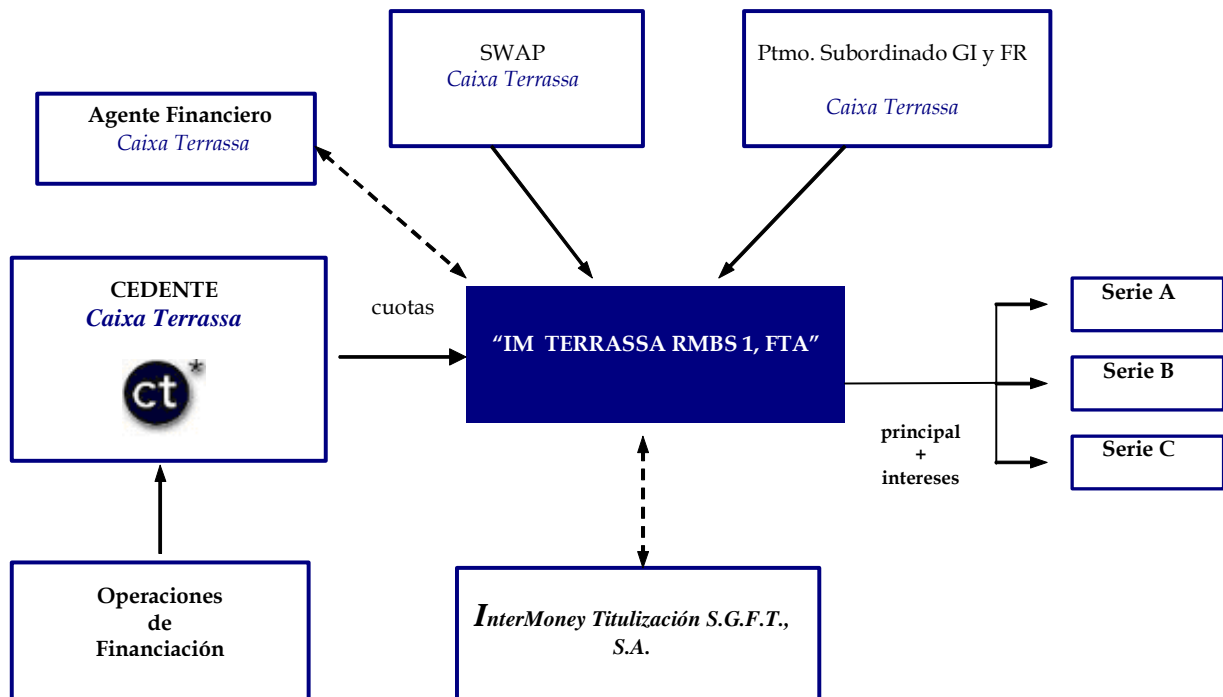 SWAP
Caixa Terrassa
Ptmo. Subordinado GI y FR
Caixa Terrassa
Agente Financiero
Caixa Terrassa
CEDENTE
Caixa Terrassa
ct*
cuotas
“IM TERRASSA RMBS 1, FTA”
Serie A
Serie B
Serie C
principal
+
intereses
Operaciones
de
Financiación
InterMoney Titulización S.G.F.T.,
S.A.